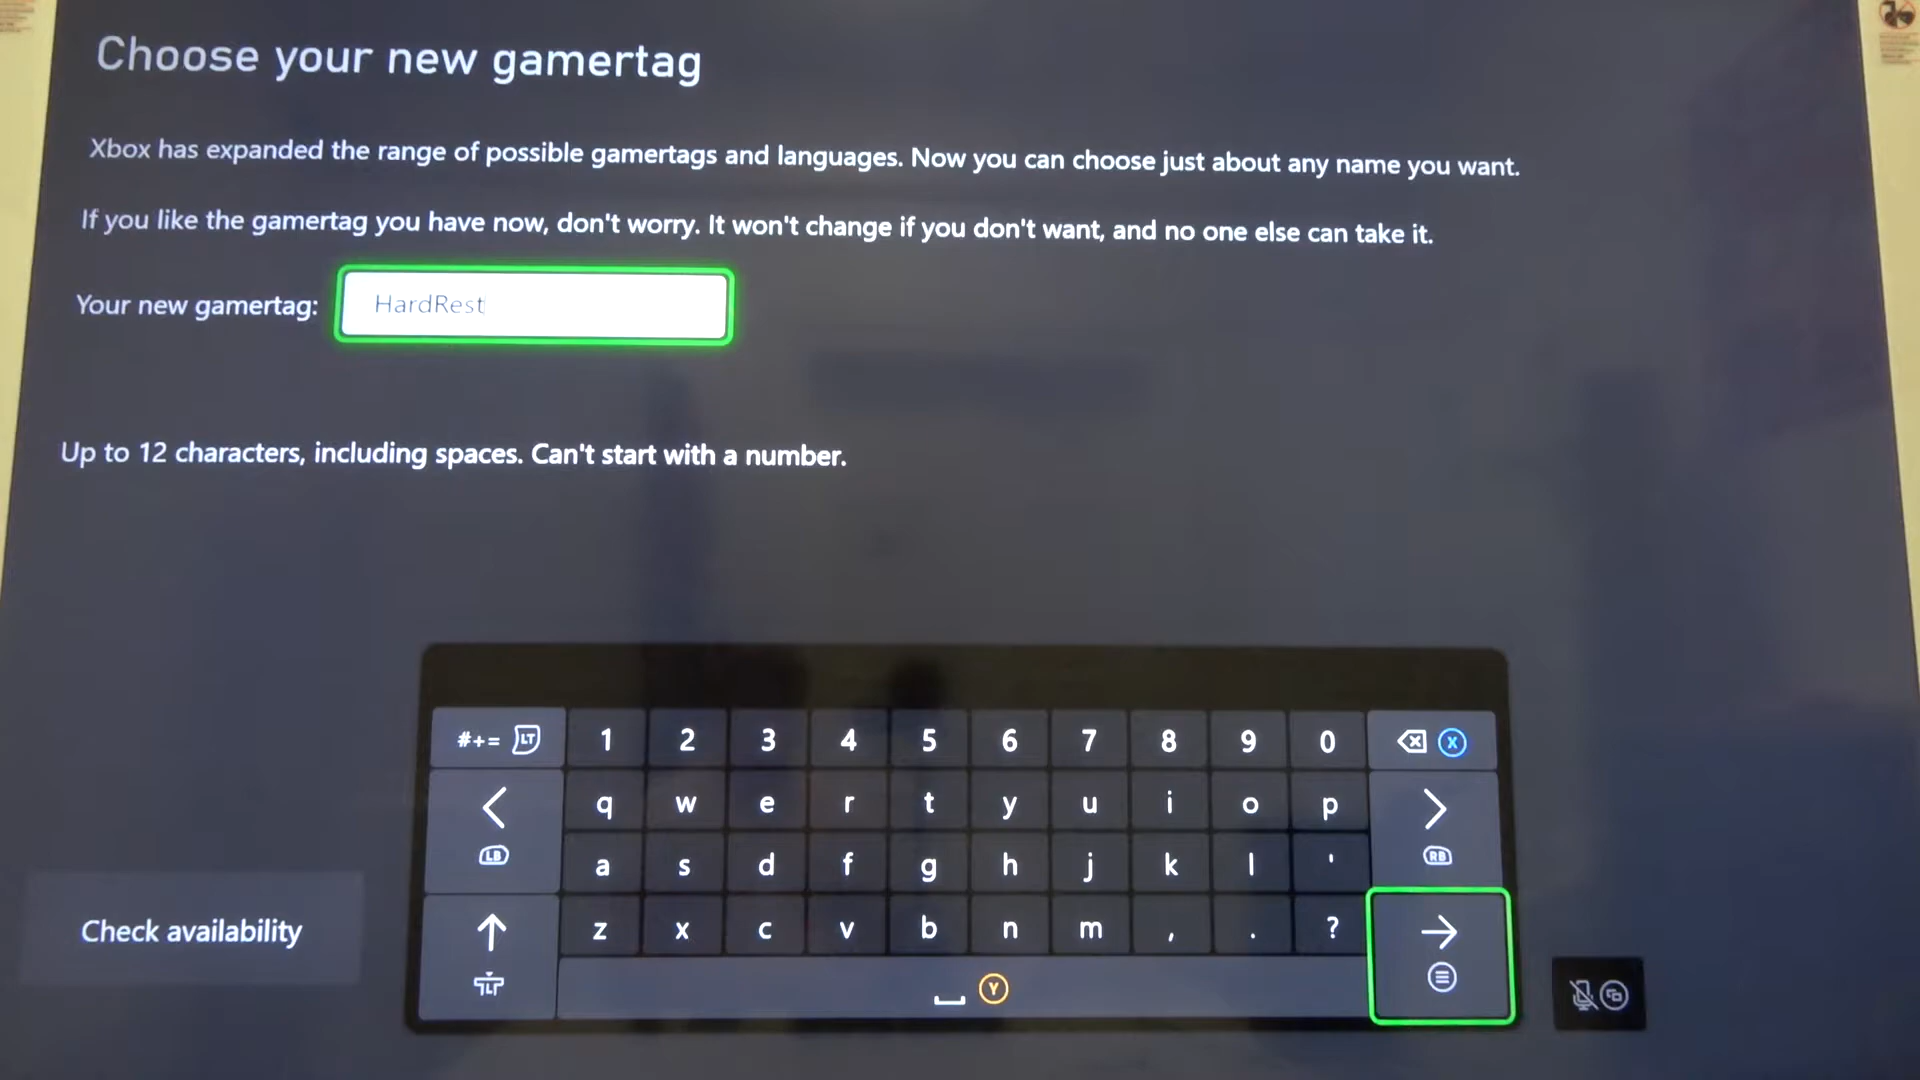 Choose your new gamertag
Xbox has expanded the range of possible gamertags and languages. Now you can choose just about any name you want.
If you like the gamertag you have now, don't worry. It won't change if you don't want, and no one else can take it.
Your new gamertag: HardRest
Up to 12 characters, including spaces. Can't start with a number.
#+= LT 1 2 3 4 5 6 7 8 9 0 X
q w e r t y u i o p
LB a s d f g h j k l ' RB
Check availability
z x c v b n m , . ?
Y